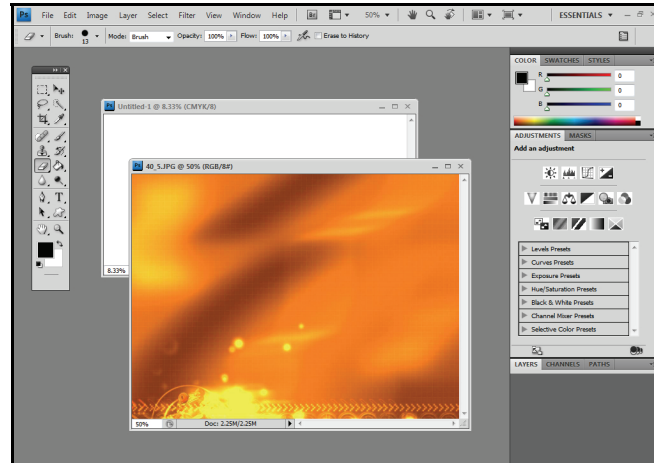 Ps File Edit Image Layer Select Filter View Window Help Br 50% ESSENTIALS
Brush: 13 Mode: Brush Opacity: 100% Flow: 100% Erase to History
COLOR SWATCHES STYLES
R 0
G 0
B 0
Untitled-1 @ 8.33% (CMYK/8)
8.33%
40_5.JPG @ 50% (RGB/8#)
50% Doc: 2.25M/2.25M
T
ADJUSTMENTS MASKS
Add an adjustment
V
Levels Presets
Curves Presets
Exposure Presets
Hue/Saturation Presets
Black & White Presets
Channel Mixer Presets
Selective Color Presets
LAYERS CHANNELS PATHS